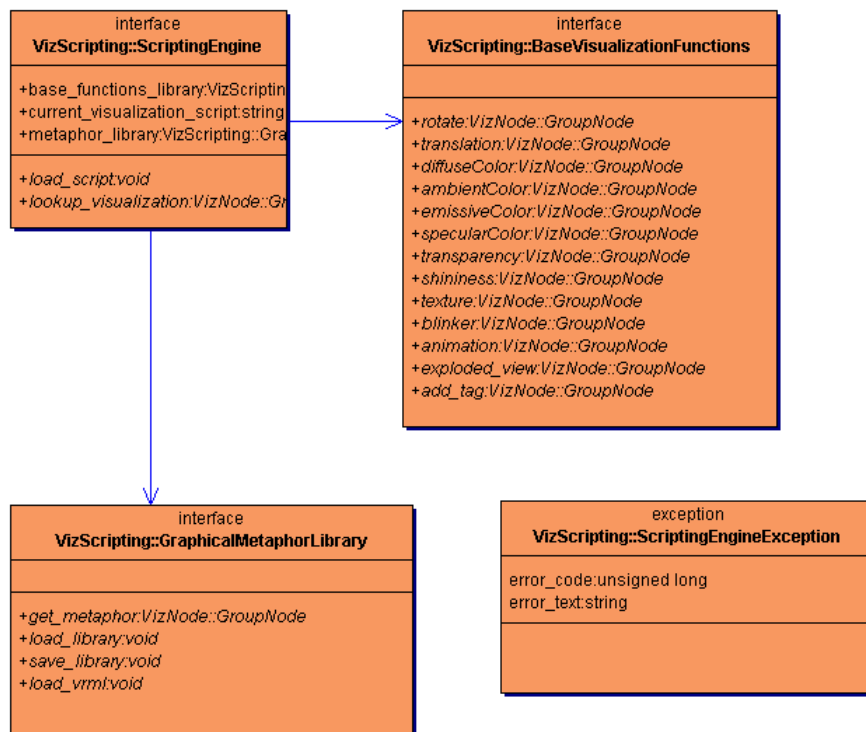 interface
VizScripting::ScriptingEngine
+base_functions_library:VizScriptin
+current_visualization_script:string
+metaphor_library:VizScripting::Gra
+load_script:void
+lookup_visualization:VizNode::Gr
interface
VizScripting::BaseVisualizationFunctions
+rotate:VizNode::GroupNode
+translation:VizNode::GroupNode
+diffuseColor:VizNode::GroupNode
+ambientColor:VizNode::GroupNode
+emissiveColor:VizNode::GroupNode
+specularColor:VizNode::GroupNode
+transparency:VizNode::GroupNode
+shininess:VizNode::GroupNode
+texture:VizNode::GroupNode
+blinker:VizNode::GroupNode
+animation:VizNode::GroupNode
+exploded_view:VizNode::GroupNode
+add_tag:VizNode::GroupNode
interface
VizScripting::GraphicalMetaphorLibrary
+get_metaphor:VizNode::GroupNode
+load_library:void
+save_library:void
+load_vrml:void
exception
VizScripting::ScriptingEngineException
error_code:unsigned long
error_text:string